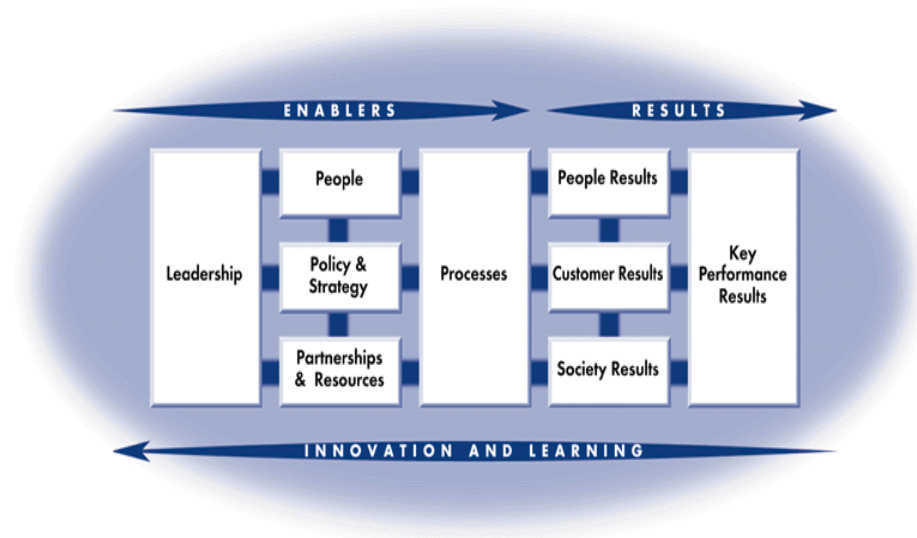 ENABLERS
RESULTS
Leadership
People
Policy &
Strategy
Partnerships
& Resources
Processes
People Results
Customer Results
Society Results
Key
Performance
Results
INNOVATION AND LEARNING